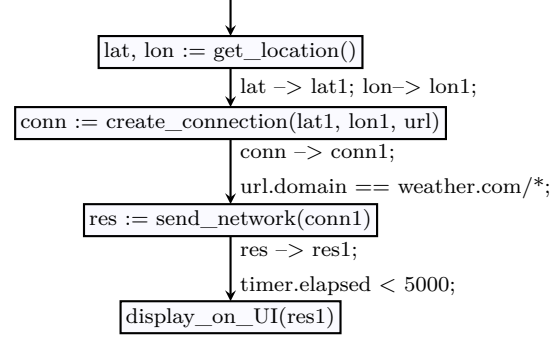 lat, lon := get_location()
lat –> lat1; lon–> lon1;
conn := create_connection(lat1, lon1, url)
conn –> conn1;
url.domain == weather.com/*;
res := send_network(conn1)
res –> res1;
timer.elapsed < 5000;
display_on_UI(res1)